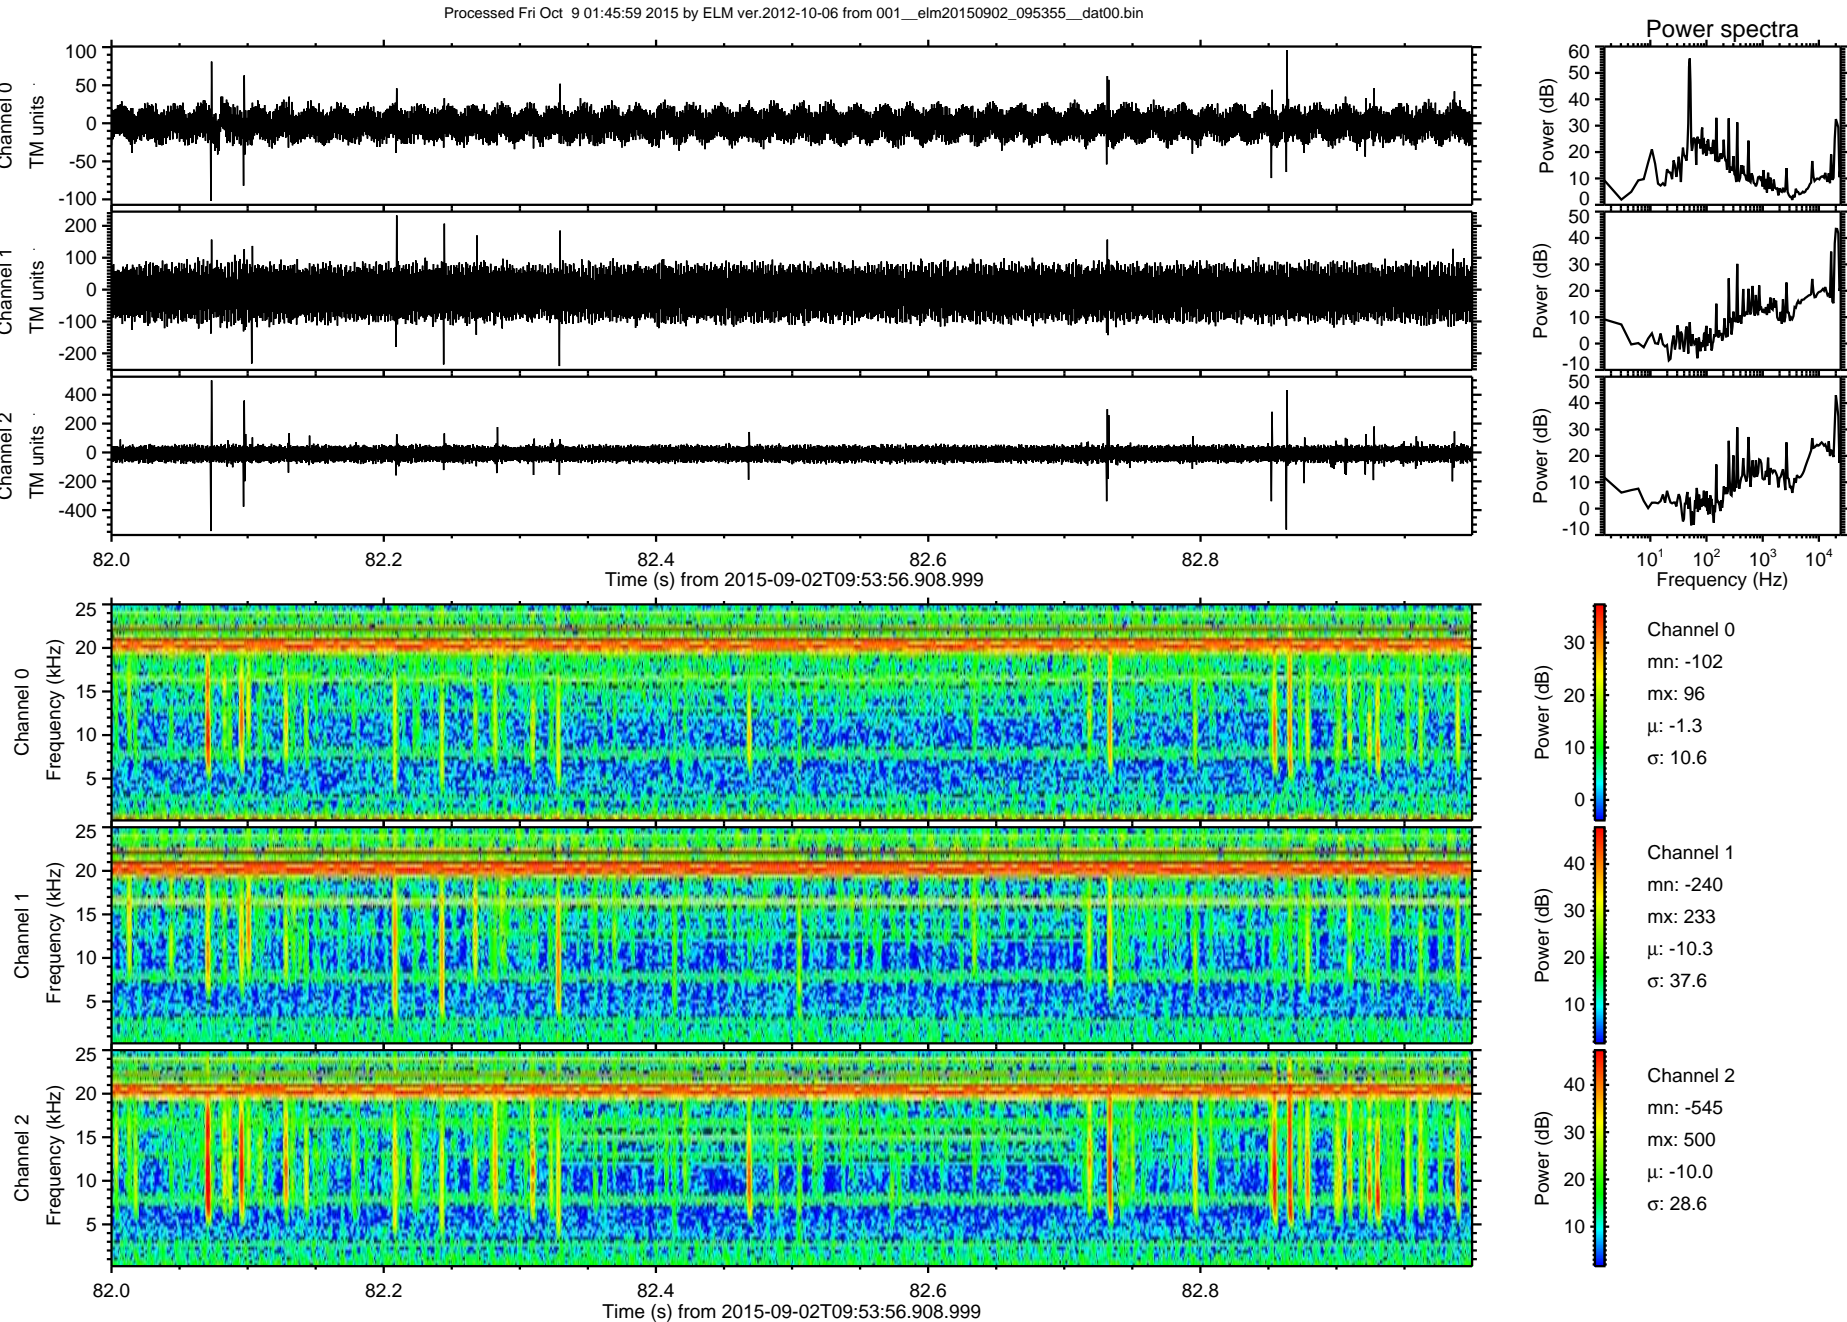 Processed Fri Oct  9 01:45:59 2015 by ELM ver.2012-10-06 from 001__elm20150902_095355__dat00.bin
Power spectra
Channel 0
TM units
100
50
0
-50
-100
Power (dB)
60
50
40
30
20
10
0
Channel 1
TM units
200
100
0
-100
-200
Power (dB)
50
40
30
20
10
0
-10
Channel 2
TM units
400
200
0
-200
-400
Power (dB)
50
40
30
20
10
0
-10
82.0 82.2 82.4 82.6 82.8
Time (s) from 2015-09-02T09:53:56.908.999
10¹ 10² 10³ 10⁴
Frequency (Hz)
Channel 0
Frequency (kHz)
25
20
15
10
5
Power (dB)
30
20
10
0
Channel 0
mn: -102
mx: 96
μ: -1.3
σ: 10.6
Channel 1
Frequency (kHz)
25
20
15
10
5
Power (dB)
40
30
20
10
Channel 1
mn: -240
mx: 233
μ: -10.3
σ: 37.6
Channel 2
Frequency (kHz)
25
20
15
10
5
Power (dB)
40
30
20
10
Channel 2
mn: -545
mx: 500
μ: -10.0
σ: 28.6
82.0 82.2 82.4 82.6 82.8
Time (s) from 2015-09-02T09:53:56.908.999